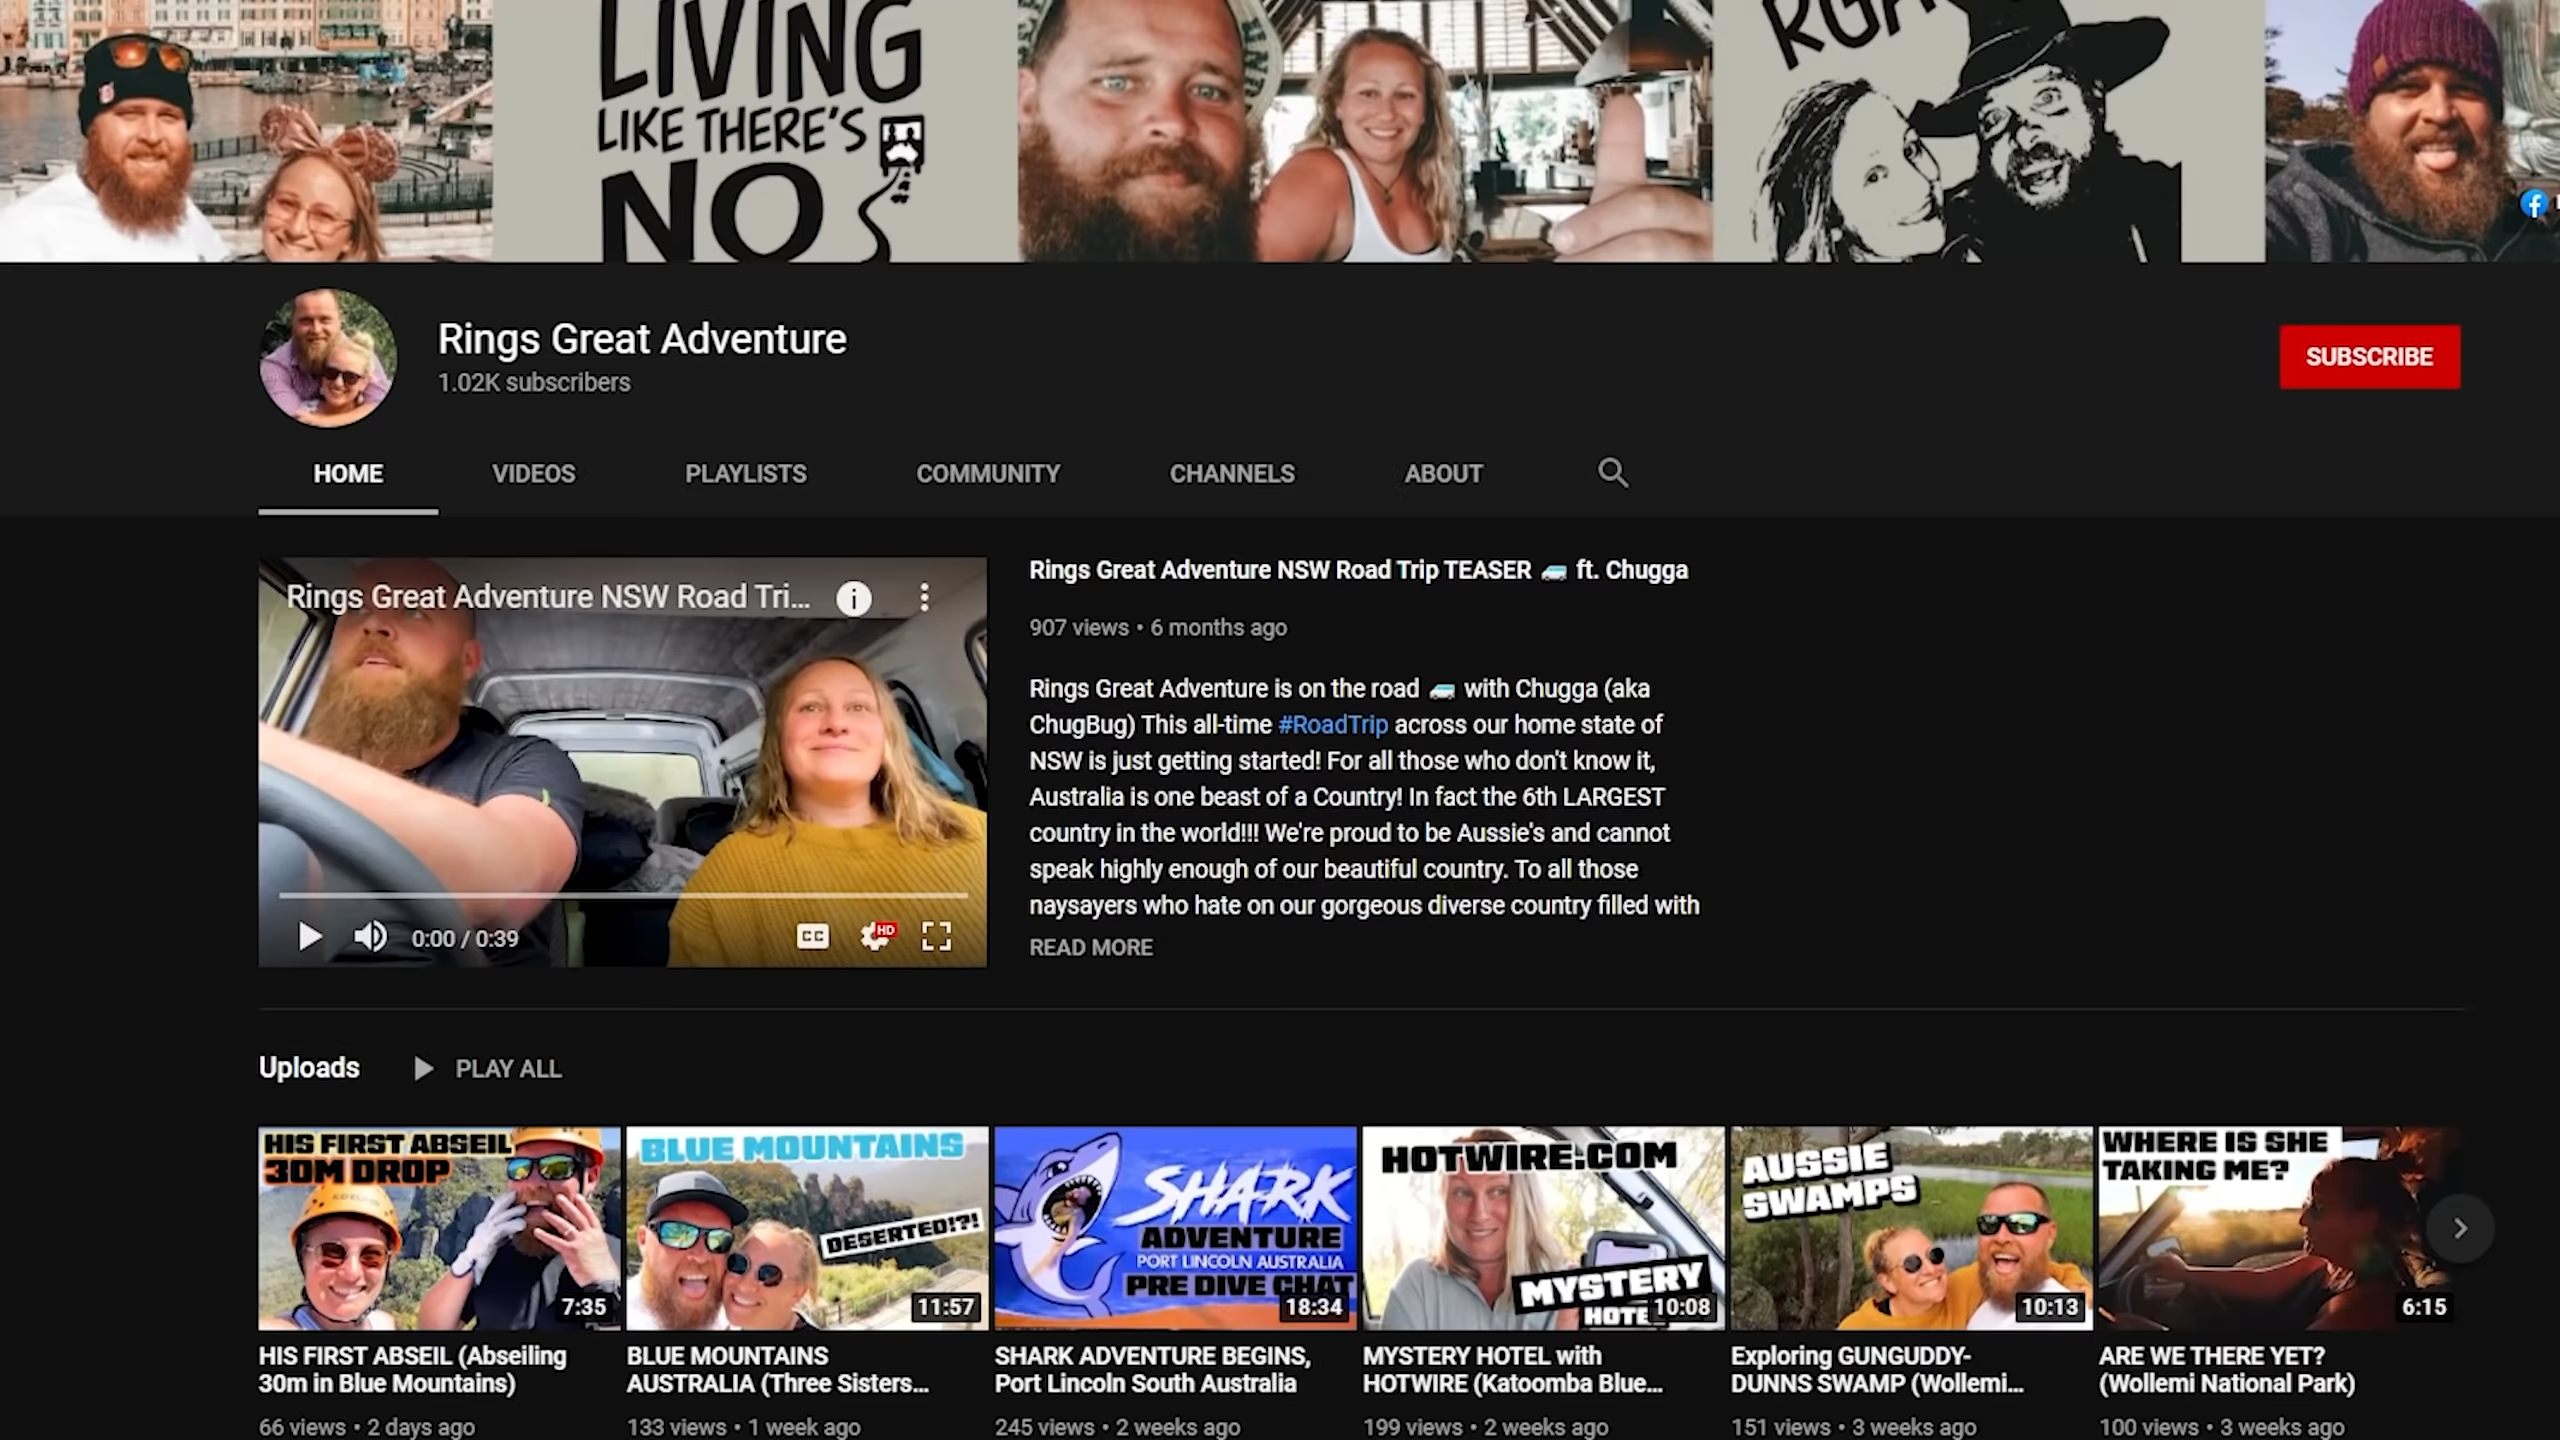 LIVING
LIKE THERE'S
NO
Rings Great Adventure
1.02K subscribers
SUBSCRIBE
HOME VIDEOS PLAYLISTS COMMUNITY CHANNELS ABOUT
Rings Great Adventure NSW Road Tri...
0:00 / 0:39
CC
HD
Rings Great Adventure NSW Road Trip TEASER 🚐 ft. Chugga
907 views • 6 months ago
Rings Great Adventure is on the road 🚐 with Chugga (aka
ChugBug) This all-time #RoadTrip across our home state of
NSW is just getting started! For all those who don't know it,
Australia is one beast of a Country! In fact the 6th LARGEST
country in the world!!! We're proud to be Aussie's and cannot
speak highly enough of our beautiful country. To all those
naysayers who hate on our gorgeous diverse country filled with
READ MORE
Uploads PLAY ALL
HIS FIRST ABSEIL
30M DROP
7:35
HIS FIRST ABSEIL (Abseiling
30m in Blue Mountains)
66 views • 2 days ago
BLUE MOUNTAINS
DESERTED!?!
11:57
BLUE MOUNTAINS
AUSTRALIA (Three Sisters...
133 views • 1 week ago
SHARK
ADVENTURE
PORT LINCOLN AUSTRALIA
PRE DIVE CHAT
18:34
SHARK ADVENTURE BEGINS,
Port Lincoln South Australia
245 views • 2 weeks ago
HOTWIRE.COM
MYSTERY
HOTE
10:08
MYSTERY HOTEL with
HOTWIRE (Katoomba Blue...
199 views • 2 weeks ago
AUSSIE
SWAMPS
10:13
Exploring GUNGUDDY-
DUNNS SWAMP (Wollemi...
151 views • 3 weeks ago
WHERE IS SHE
TAKING ME?
6:15
ARE WE THERE YET?
(Wollemi National Park)
100 views • 3 weeks ago